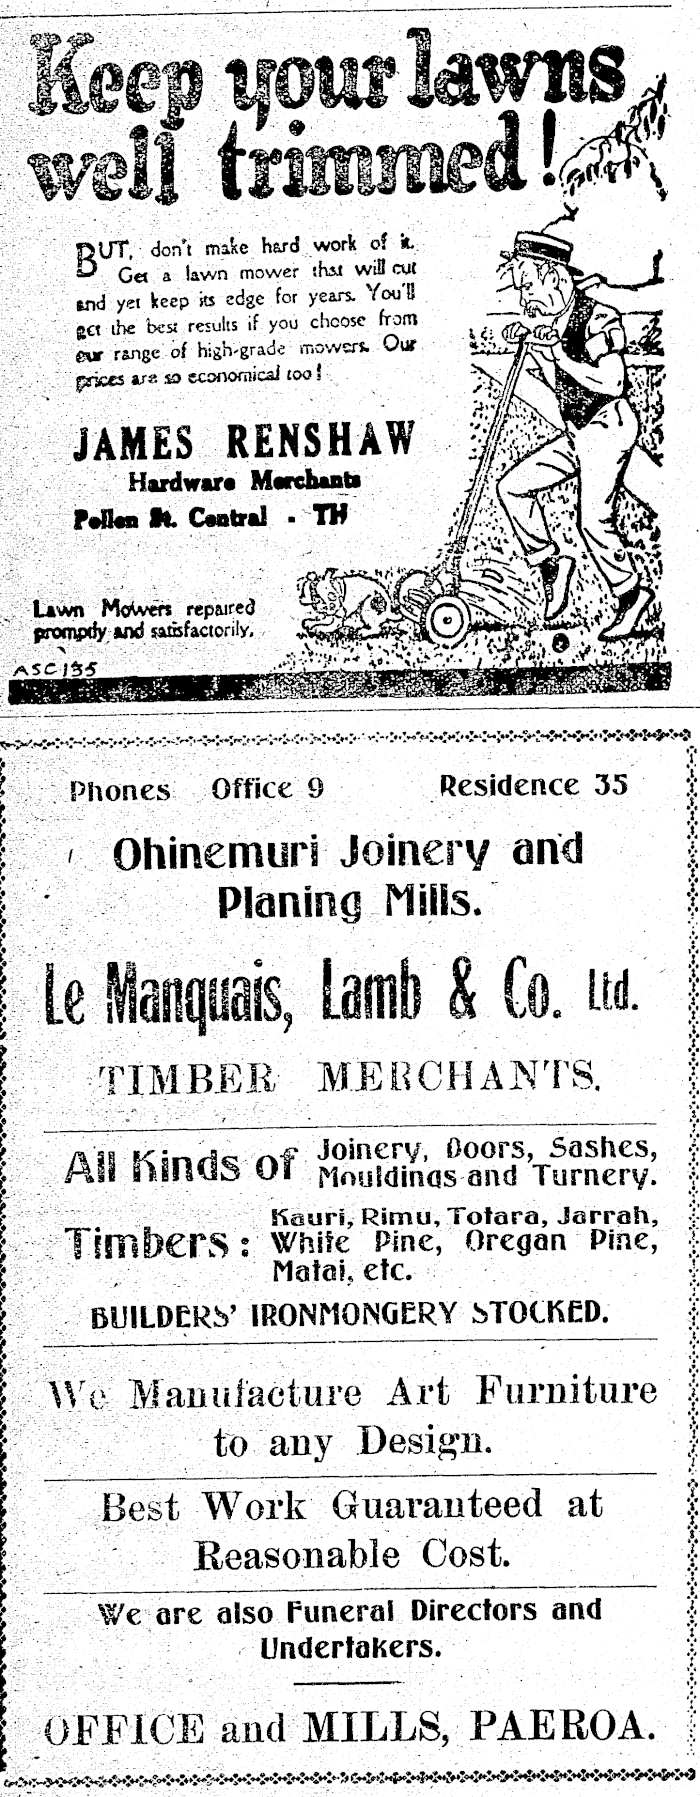 Keep your lawns
well trimmed!
BUT, don't make hard work of it.
Get a lawn mower that will cut
and yet keep its edge for years. You'll
get the best results if you choose from
our range of high-grade mowers. Our
prices are so economical too!
JAMES RENSHAW
Hardware Merchants
Pollen St. Central - TH
Lawn Mowers repaired
promptly and satisfactorily.
ASC135
Phones Office 9 Residence 35
Ohinemuri Joinery and
Planing Mills.
Le Manquais, Lamb & Co. Ltd.
TIMBER MERCHANTS.
All Kinds of Joinery, Doors, Sashes,
Mouldings and Turnery.
Timbers: Kauri, Rimu, Totara, Jarrah,
White Pine, Oregan Pine,
Matai, etc.
BUILDERS' IRONMONGERY STOCKED.
We Manufacture Art Furniture
to any Design.
Best Work Guaranteed at
Reasonable Cost.
We are also Funeral Directors and
Undertakers.
OFFICE and MILLS, PAEROA.